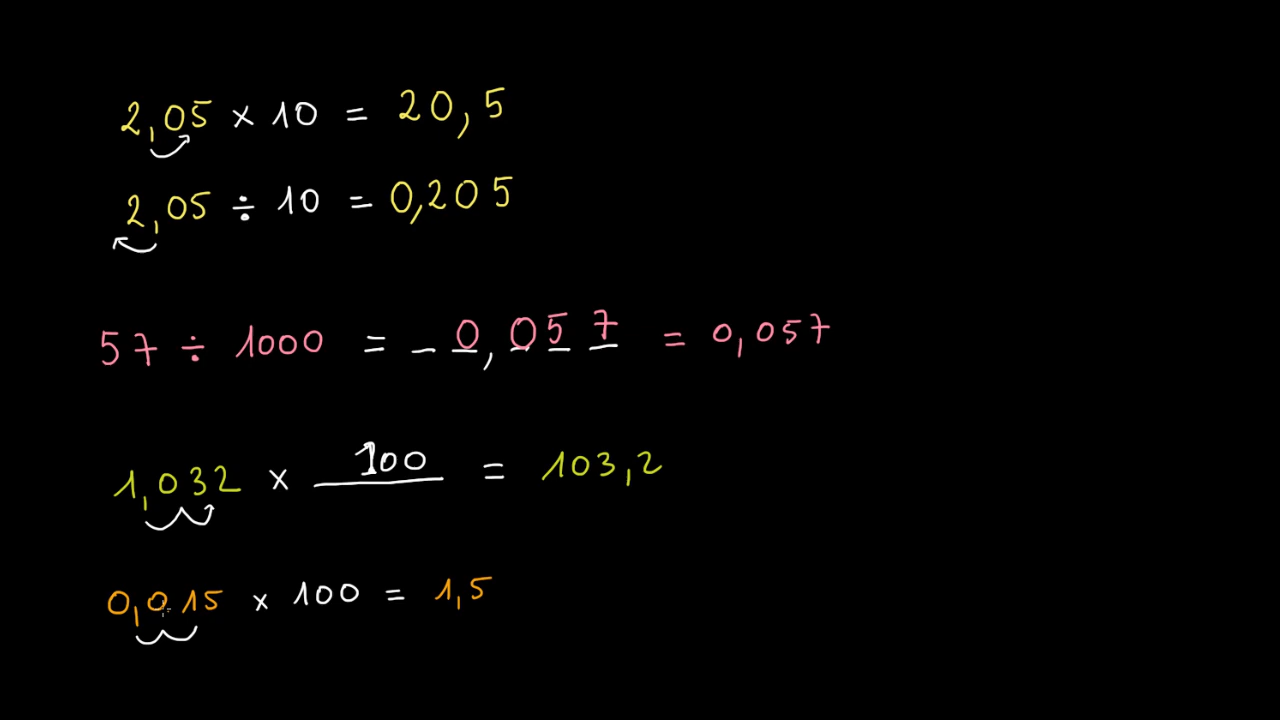 2,05 × 10 = 20,5
2,05 ÷ 10 = 0,205
57 ÷ 1000 = _ 0,057 = 0,057
1,032 × 100 = 103,2
0,015 × 100 = 1,5